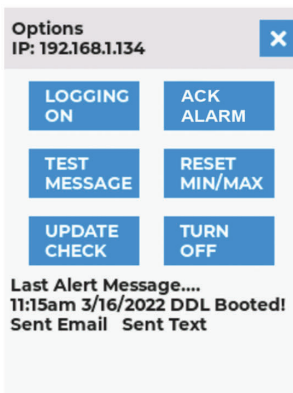 Options
IP: 192.168.1.134
X
LOGGING
ON
ACK
ALARM
TEST
MESSAGE
RESET
MIN/MAX
UPDATE
CHECK
TURN
OFF
Last Alert Message....
11:15am 3/16/2022 DDL Booted!
Sent Email   Sent Text